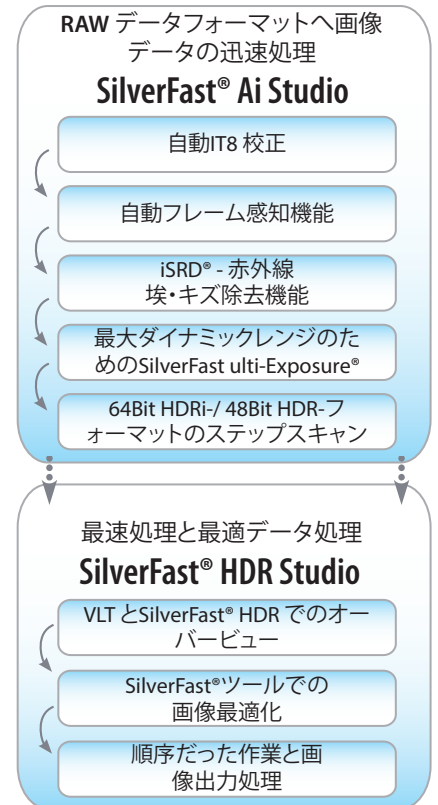 RAW データフォーマットへ画像
データの迅速処理
SilverFast® Ai Studio
自動IT8 校正
自動フレーム感知機能
iSRD® - 赤外線
埃・キズ除去機能
最大ダイナミックレンジのた
めのSilverFast ulti-Exposure®
64Bit HDRi-/ 48Bit HDR-フ
ォーマットのステップスキャン
最速処理と最適データ処理
SilverFast® HDR Studio
VLT とSilverFast® HDR でのオー
バービュー
SilverFast®ツールでの
画像最適化
順序だった作業と画
像出力処理